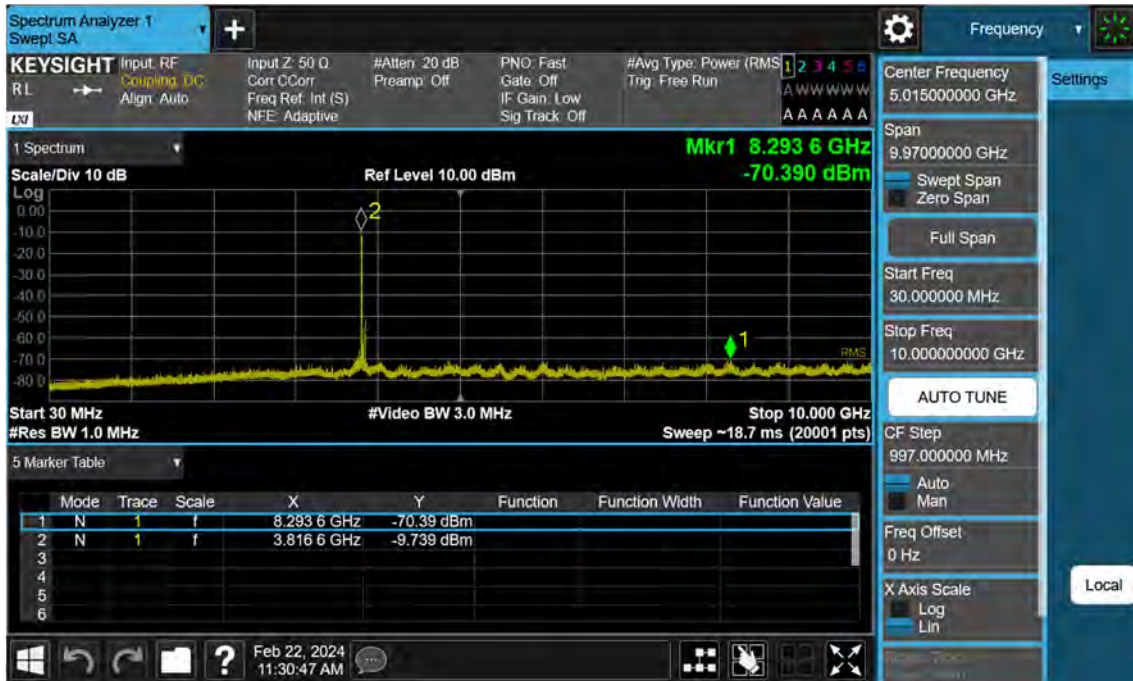 Spectrum Analyzer 1
Swept SA
+
Frequency
KEYSIGHT
RL
LXI
Input: RF
Coupling: DC
Align: Auto
Input Z: 50 Ω
Corr CCorr
Freq Ref: Int (S)
NFE: Adaptive
#Atten: 20 dB
Preamp: Off
PNO: Fast
Gate: Off
IF Gain: Low
Sig Track: Off
#Avg Type: Power (RMS
Trig: Free Run
1 2 3 4 5 6
A W W W W W
A A A A A A
1 Spectrum
Mkr1 8.293 6 GHz
Scale/Div 10 dB
Ref Level 10.00 dBm
-70.390 dBm
Log
0.00
-10.0
-20.0
-30.0
-40.0
-50.0
-60.0
-70.0
-80.0
2
1
RMS
Start 30 MHz
#Video BW 3.0 MHz
Stop 10.000 GHz
#Res BW 1.0 MHz
Sweep ~18.7 ms (20001 pts)
5 Marker Table
Mode Trace Scale X Y Function Function Width Function Value
1 N 1 f 8.293 6 GHz -70.39 dBm
2 N 1 f 3.816 6 GHz -9.739 dBm
3
4
5
6
?
Feb 22, 2024
11:30:47 AM
Center Frequency
5.015000000 GHz
Span
9.97000000 GHz
Swept Span
Zero Span
Full Span
Start Freq
30.000000 MHz
Stop Freq
10.000000000 GHz
AUTO TUNE
CF Step
997.000000 MHz
Auto
Man
Freq Offset
0 Hz
X Axis Scale
Log
Lin
Settings
Local